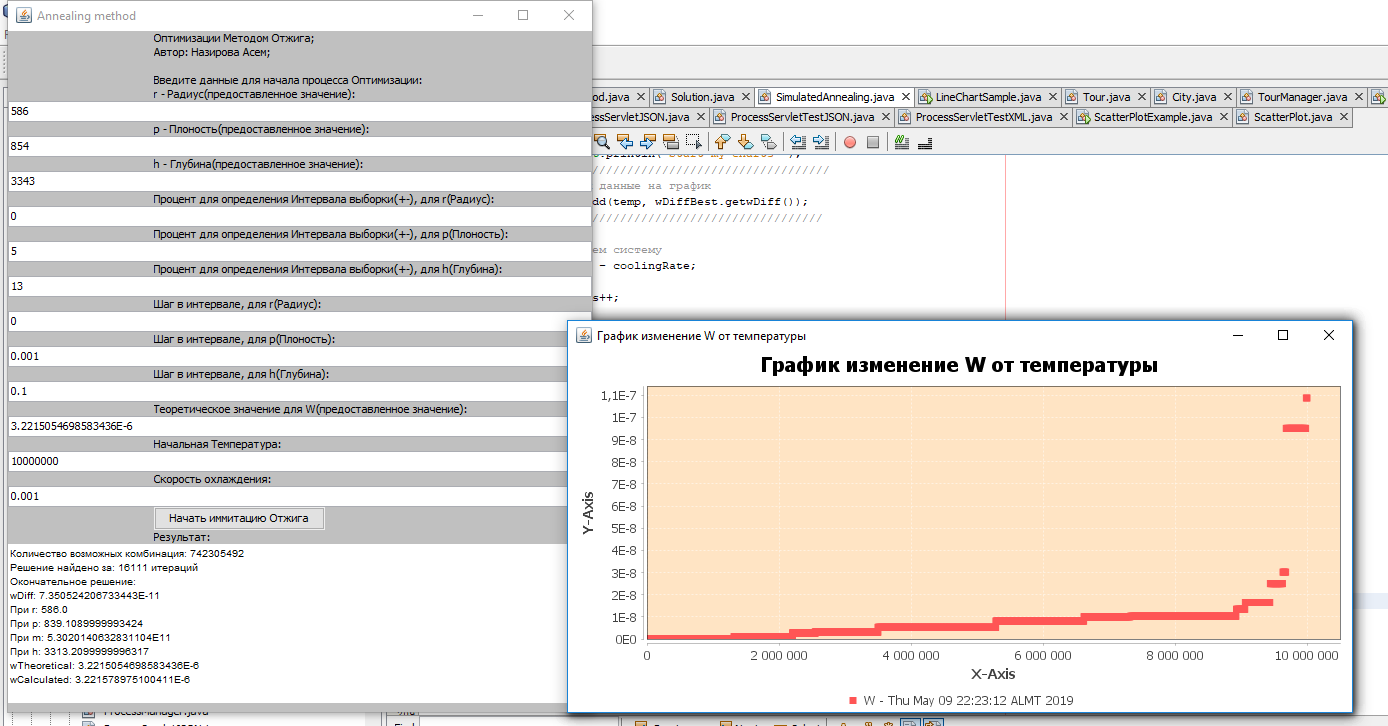 Annealing method
Оптимизации Методом Отжига;
Автор: Назирова Асем;
Введите данные для начала процесса Оптимизации:
r - Радиус(предоставленное значение):
586
p - Плоность(предоставленное значение):
854
h - Глубина(предоставленное значение):
3343
Процент для определения Интервала выборки(+-), для r(Радиус):
0
Процент для определения Интервала выборки(+-), для p(Плоность):
5
Процент для определения Интервала выборки(+-), для h(Глубина):
13
Шаг в интервале, для r(Радиус):
0
Шаг в интервале, для p(Плоность):
0.001
Шаг в интервале, для h(Глубина):
0.1
Теоретическое значение для W(предоставленное значение):
3.2215054698583436E-6
Начальная Температура:
10000000
Скорость охлаждения:
0.001
Начать иммитацию Отжига
Результат:
Количество возможных комбинация: 742305492
Решение найдено за: 16111 итераций
Окончательное решение:
wDiff: 7.350524206733443E-11
При r: 586.0
При p: 839.1089999993424
При m: 5.3020140632831104E11
При h: 3313.2099999996317
wTheoretical: 3.2215054698583436E-6
wCalculated: 3.221578975100411E-6
od.java
Solution.java
SimulatedAnnealing.java
LineChartSample.java
Tour.java
City.java
TourManager.java
essServletJSON.java
ProcessServletTestJSON.java
ProcessServletTestXML.java
ScatterPlotExample.java
ScatterPlot.java
/////////////////////////////////
данные на график
dd(temp, wDiffBest.getwDiff());
////////////////////////////////
ем систему
- coolingRate;
s++;
График изменение W от температуры
График изменение W от температуры
Y-Axis
1,1E-7
1E-7
9E-8
8E-8
7E-8
6E-8
5E-8
4E-8
3E-8
2E-8
1E-8
0E0
0
2 000 000
4 000 000
6 000 000
8 000 000
10 000 000
X-Axis
W - Thu May 09 22:23:12 ALMT 2019